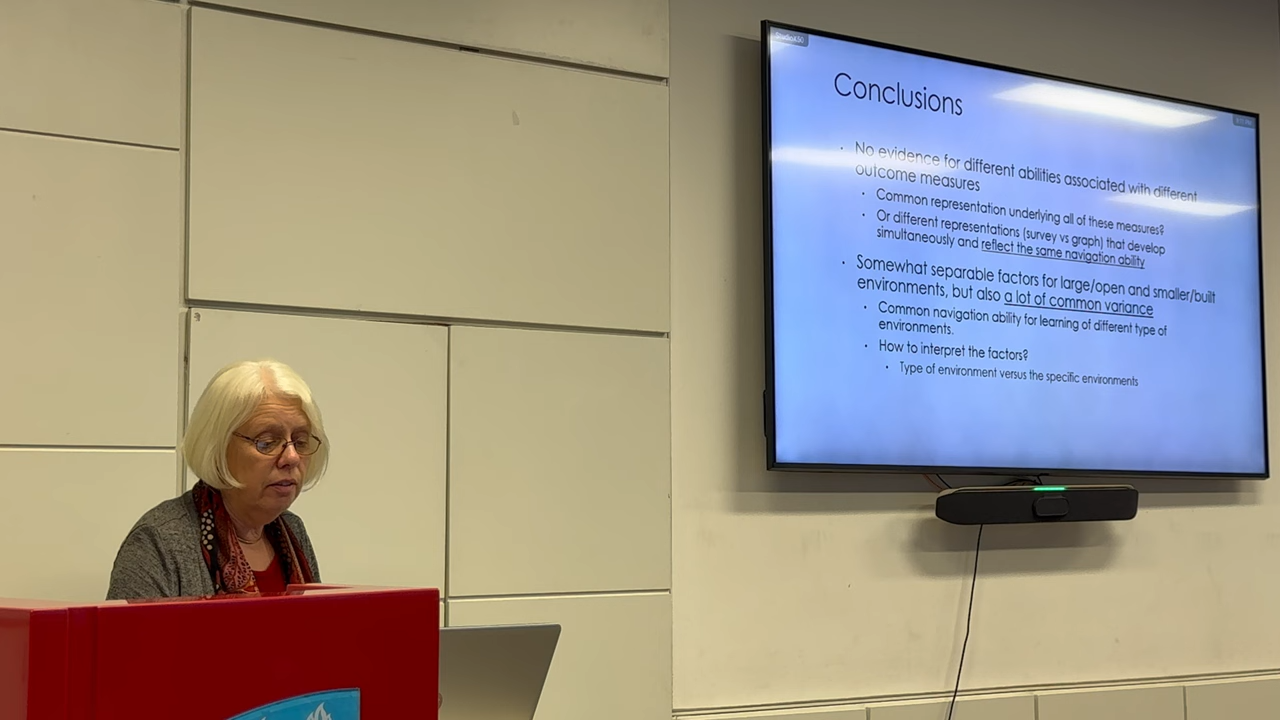 Conclusions
No evidence for different abilities associated with different
outcome measures
Common representation underlying all of these measures?
Or different representations (survey vs graph) that develop
simultaneously and reflect the same navigation ability
Somewhat separable factors for large/open and smaller/built
environments, but also a lot of common variance
Common navigation ability for learning of different type of
environments.
How to interpret the factors?
Type of environment versus the specific environments